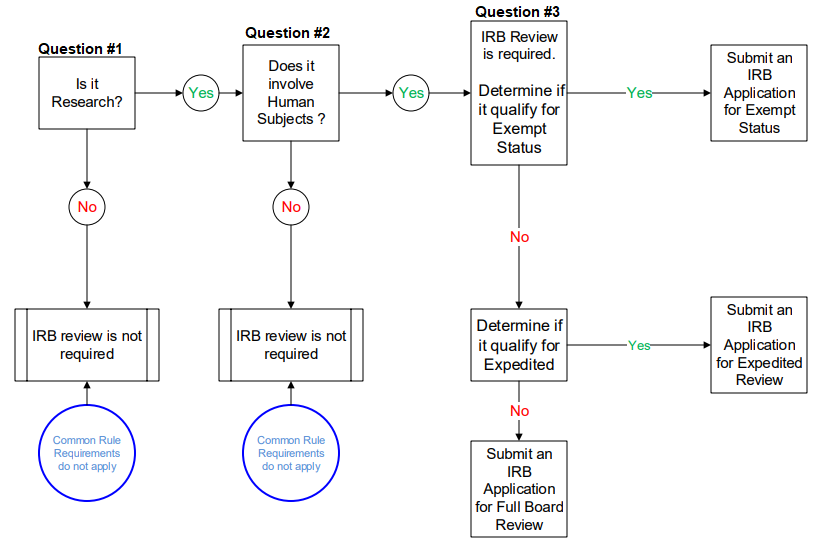 Question #1
Is it
Research?
Yes
No
IRB review is not
required
Common Rule
Requirements
do not apply
Question #2
Does it
involve
Human
Subjects ?
Yes
No
IRB review is not
required
Common Rule
Requirements
do not apply
Question #3
IRB Review
is required.
Determine if
it qualify for
Exempt
Status
Yes
Submit an
IRB
Application
for Exempt
Status
No
Determine if
it qualify for
Expedited
Yes
Submit an
IRB
Application
for Expedited
Review
No
Submit an
IRB
Application
for Full Board
Review